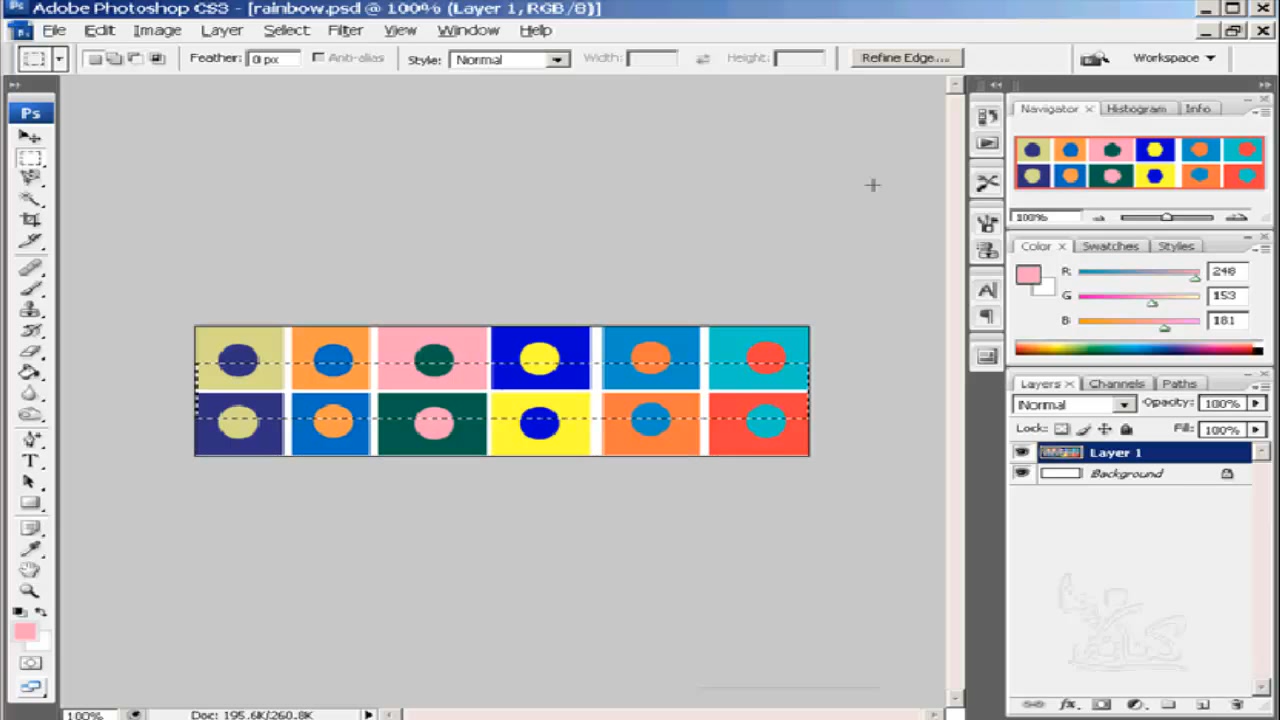 Adobe Photoshop CS3 - [rainbow.psd @ 100% (Layer 1,RGB/8)]
File Edit Image Layer Select Filter View Window Help
Feather: 0 px Anti-alias Style: Normal Width: Height: Refine Edge... Workspace
Ps
Navigator Histogram Info
100%
Color Swatches Styles
R: 248
G: 153
B: 181
Layers Channels Paths
Normal Opacity: 100%
Lock: Fill: 100%
Layer 1
Background
100% Doc: 195.6K/260.8K